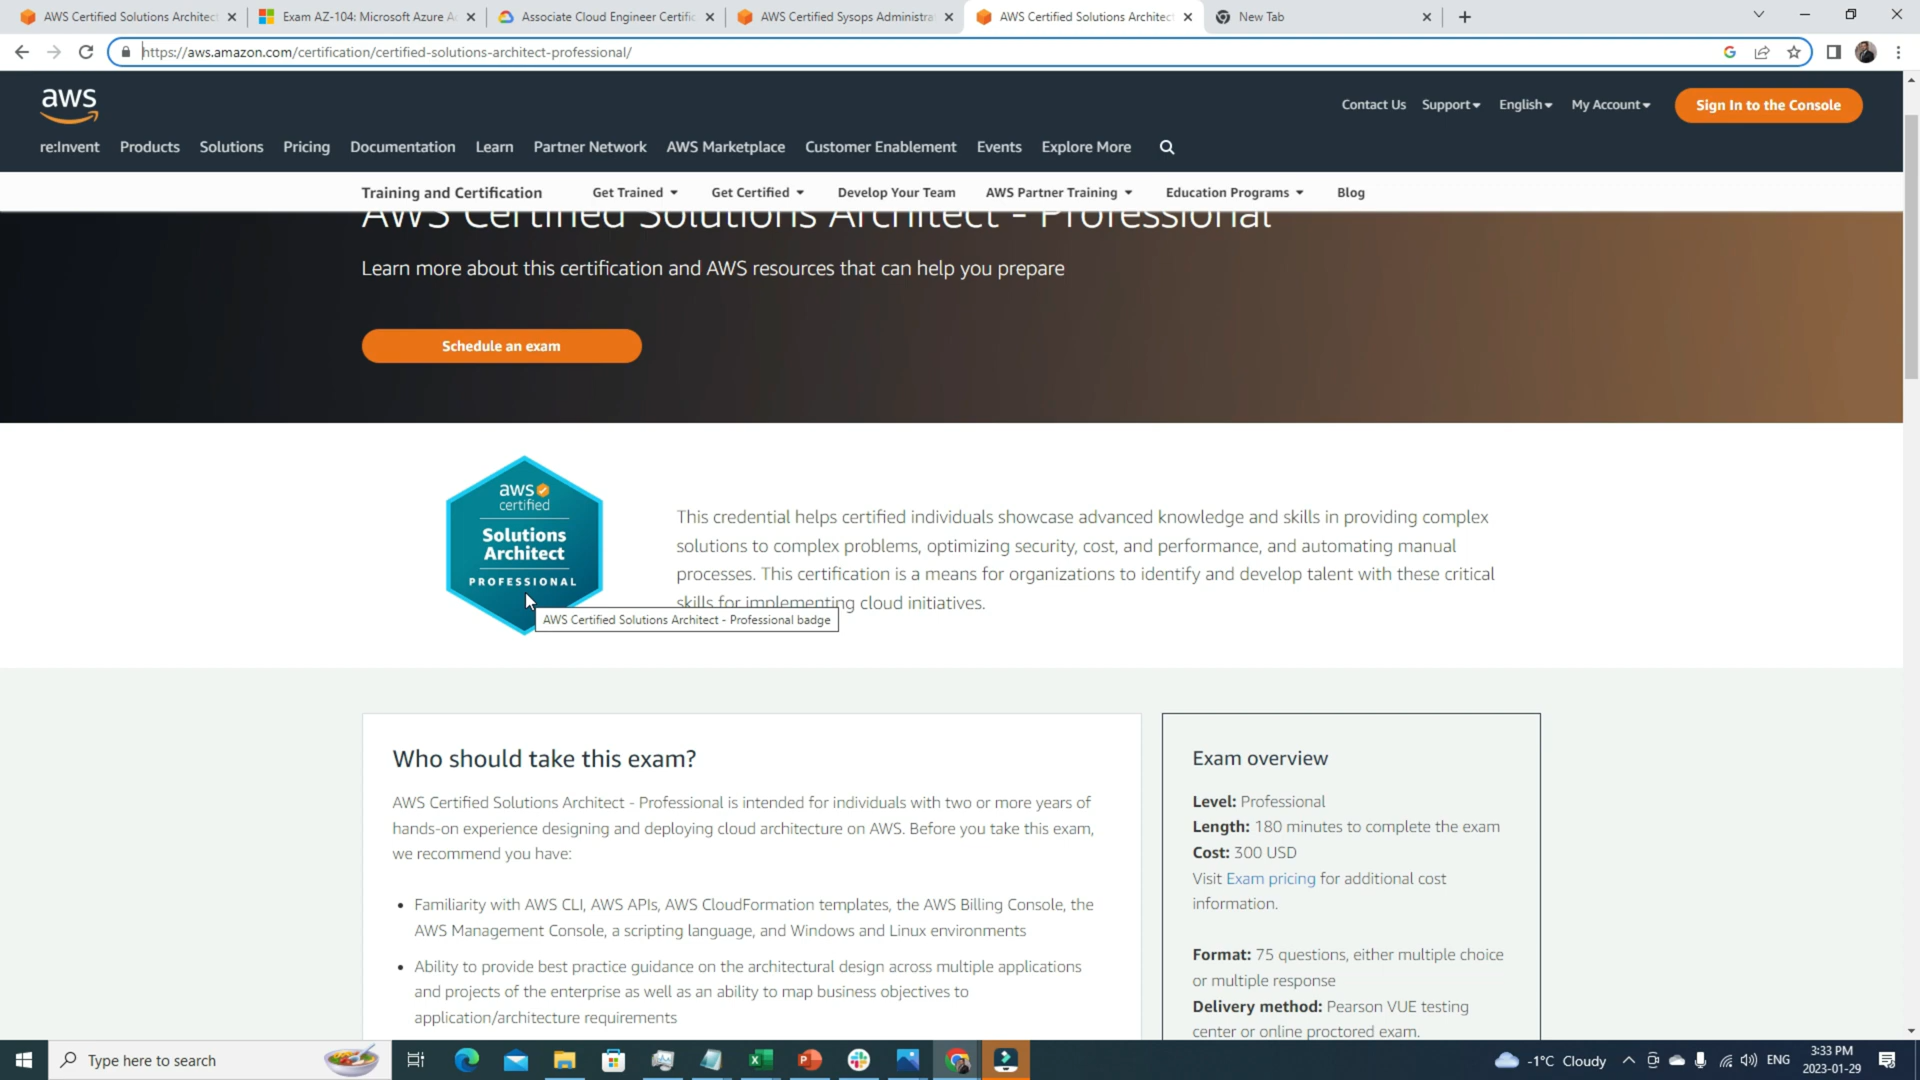 AWS Certified Solutions Architect
Exam AZ-104: Microsoft Azure A
Associate Cloud Engineer Certific
AWS Certified Sysops Administra
AWS Certified Solutions Architect
New Tab
https://aws.amazon.com/certification/certified-solutions-architect-professional/
aws
Contact Us
Support
English
My Account
Sign In to the Console
re:Invent
Products
Solutions
Pricing
Documentation
Learn
Partner Network
AWS Marketplace
Customer Enablement
Events
Explore More
Training and Certification
Get Trained
Get Certified
Develop Your Team
AWS Partner Training
Education Programs
Blog
AWS Certified Solutions Architect - Professional
Learn more about this certification and AWS resources that can help you prepare
Schedule an exam
aws
certified
Solutions
Architect
PROFESSIONAL
This credential helps certified individuals showcase advanced knowledge and skills in providing complex
solutions to complex problems, optimizing security, cost, and performance, and automating manual
processes. This certification is a means for organizations to identify and develop talent with these critical
skills for implementing cloud initiatives.
AWS Certified Solutions Architect - Professional badge
Who should take this exam?
AWS Certified Solutions Architect - Professional is intended for individuals with two or more years of
hands-on experience designing and deploying cloud architecture on AWS. Before you take this exam,
we recommend you have:
• Familiarity with AWS CLI, AWS APIs, AWS CloudFormation templates, the AWS Billing Console, the
AWS Management Console, a scripting language, and Windows and Linux environments
• Ability to provide best practice guidance on the architectural design across multiple applications
and projects of the enterprise as well as an ability to map business objectives to
application/architecture requirements
Exam overview
Level: Professional
Length: 180 minutes to complete the exam
Cost: 300 USD
Visit Exam pricing for additional cost
information.
Format: 75 questions, either multiple choice
or multiple response
Delivery method: Pearson VUE testing
center or online proctored exam.
Type here to search
-1°C Cloudy
ENG
3:33 PM
2023-01-29